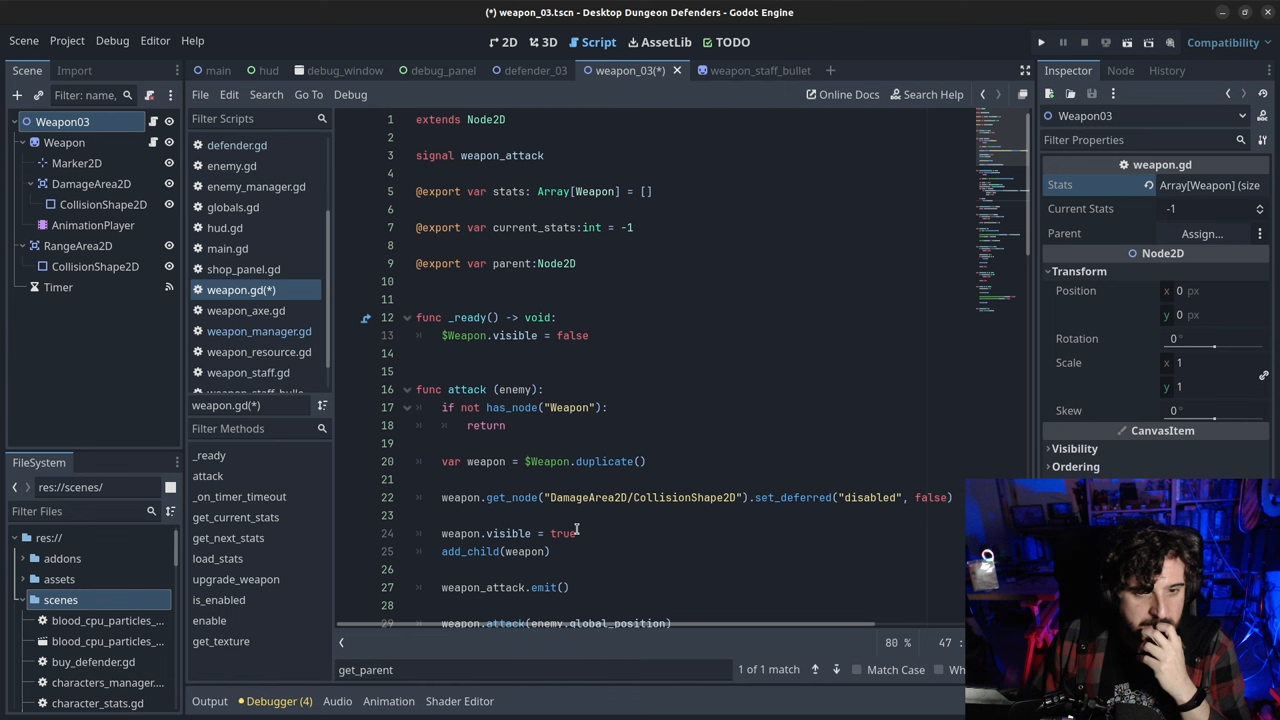 (*) weapon_03.tscn - Desktop Dungeon Defenders - Godot Engine
Scene Project Debug Editor Help
2D 3D Script AssetLib TODO
Compatibility
Scene Import
Filter: name,
Weapon03
Weapon
Marker2D
DamageArea2D
CollisionShape2D
AnimationPlayer
RangeArea2D
CollisionShape2D
Timer
FileSystem
res://scenes/
Filter Files
res://
addons
assets
scenes
blood_cpu_particles_...
blood_cpu_particles_...
buy_defender.gd
characters_manager....
character_stats.gd
main hud debug_window debug_panel defender_03 weapon_03(*) weapon_staff_bullet
File Edit Search Go To Debug
Online Docs Search Help
Filter Scripts
defender.gd
enemy.gd
enemy_manager.gd
globals.gd
hud.gd
main.gd
shop_panel.gd
weapon.gd(*)
weapon_axe.gd
weapon_manager.gd
weapon_resource.gd
weapon_staff.gd
weapon.gd(*)
Filter Methods
_ready
attack
_on_timer_timeout
get_current_stats
get_next_stats
load_stats
upgrade_weapon
is_enabled
enable
get_texture
1 extends Node2D
2
3 signal weapon_attack
4
5 @export var stats: Array[Weapon] = []
6
7 @export var current_stats:int = -1
8
9 @export var parent:Node2D
10
11
12 func _ready() -> void:
13 $Weapon.visible = false
14
15
16 func attack (enemy):
17 if not has_node("Weapon"):
18 return
19
20 var weapon = $Weapon.duplicate()
21
22 weapon.get_node("DamageArea2D/CollisionShape2D").set_deferred("disabled", false)
23
24 weapon.visible = true
25 add_child(weapon)
26
27 weapon_attack.emit()
28
29 weapon.attack(enemy.global_position)
80 % 47 :
get_parent
1 of 1 match
Match Case
Output Debugger (4) Audio Animation Shader Editor
Inspector Node History
Weapon03
Filter Properties
weapon.gd
Stats Array[Weapon] (size
Current Stats -1
Parent Assign...
Node2D
Transform
Position x 0 px
y 0 px
Rotation 0 °
Scale x 1
y 1
Skew 0 °
CanvasItem
Visibility
Ordering